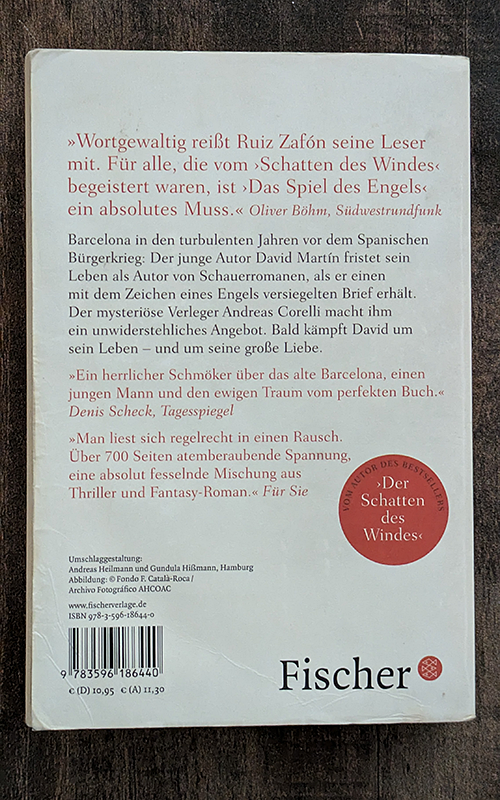 »Wortgewaltig reißt Ruiz Zafón seine Leser
mit. Für alle, die vom ›Schatten des Windes‹
begeistert waren, ist ›Das Spiel des Engels‹
ein absolutes Muss.« Oliver Böhm, Südwestrundfunk
Barcelona in den turbulenten Jahren vor dem Spanischen
Bürgerkrieg: Der junge Autor David Martín fristet sein
Leben als Autor von Schauerromanen, als er einen
mit dem Zeichen eines Engels versiegelten Brief erhält.
Der mysteriöse Verleger Andreas Corelli macht ihm
ein unwiderstehliches Angebot. Bald kämpft David um
sein Leben – und um seine große Liebe.
»Ein herrlicher Schmöker über das alte Barcelona, einen
jungen Mann und den ewigen Traum vom perfekten Buch.«
Denis Scheck, Tagesspiegel
»Man liest sich regelrecht in einen Rausch.
Über 700 Seiten atemberaubende Spannung,
eine absolut fesselnde Mischung aus
Thriller und Fantasy-Roman.« Für Sie
VOM AUTOR DES BESTSELLERS
›Der
Schatten
des
Windes‹
Umschlaggestaltung:
Andreas Heilmann und Gundula Hißmann, Hamburg
Abbildung: © Fondo F. Català-Roca /
Archivo Fotográfico AHCOAC
www.fischerverlage.de
ISBN 978-3-596-18644-0
9 783596 186440
€ (D) 10,95 € (A) 11,30
Fischer